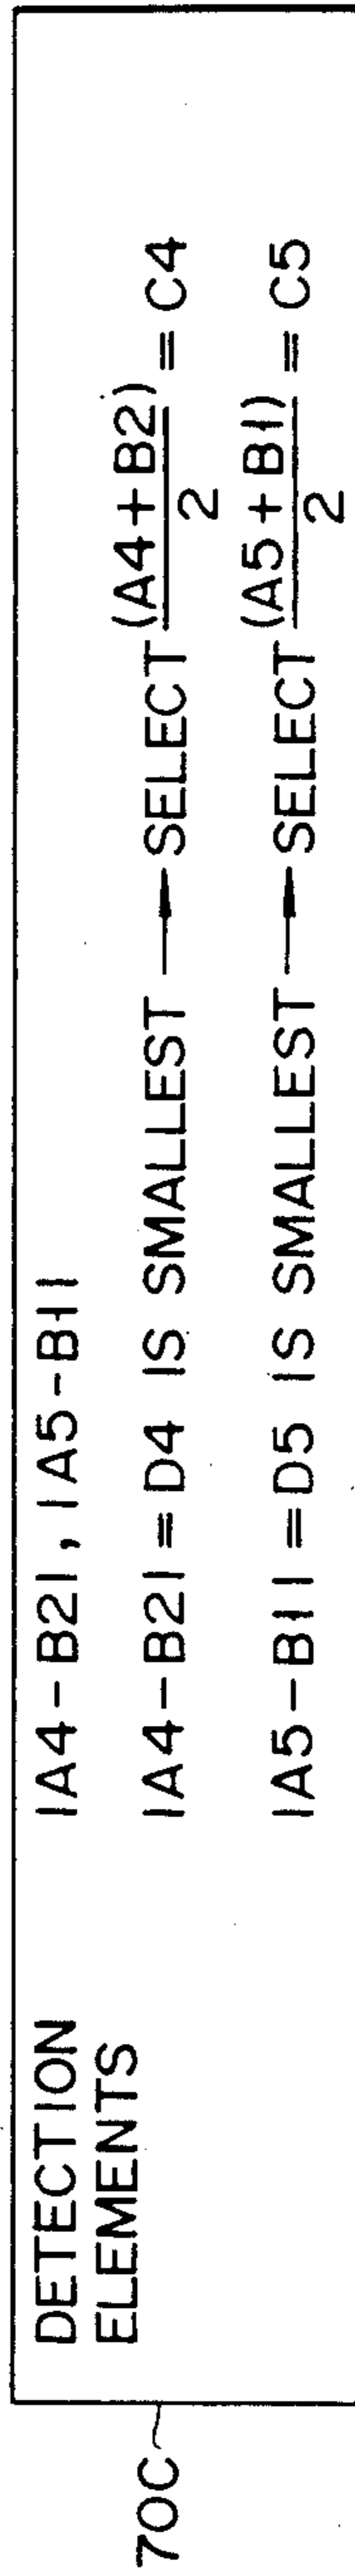 70C
DETECTION
ELEMENTS
|A4-B2|, |A5-B1|
|A4-B2|=D4 IS SMALLEST → SELECT (A4+B2)/2 = C4
|A5-B1|=D5 IS SMALLEST → SELECT (A5+B1)/2 = C5